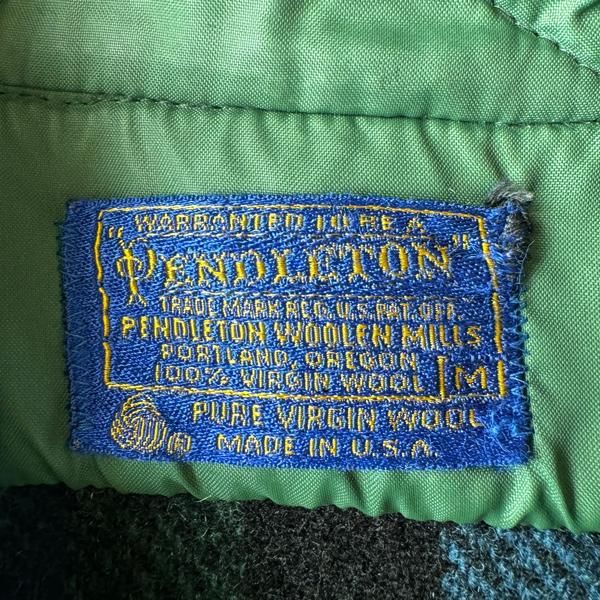 WARRANTED TO BE A
"PENDLETON"
TRADE MARK REG. U.S. PAT. OFF.
PENDLETON WOOLEN MILLS
PORTLAND, OREGON
100% VIRGIN WOOL M
PURE VIRGIN WOOL
(R) MADE IN U.S.A.